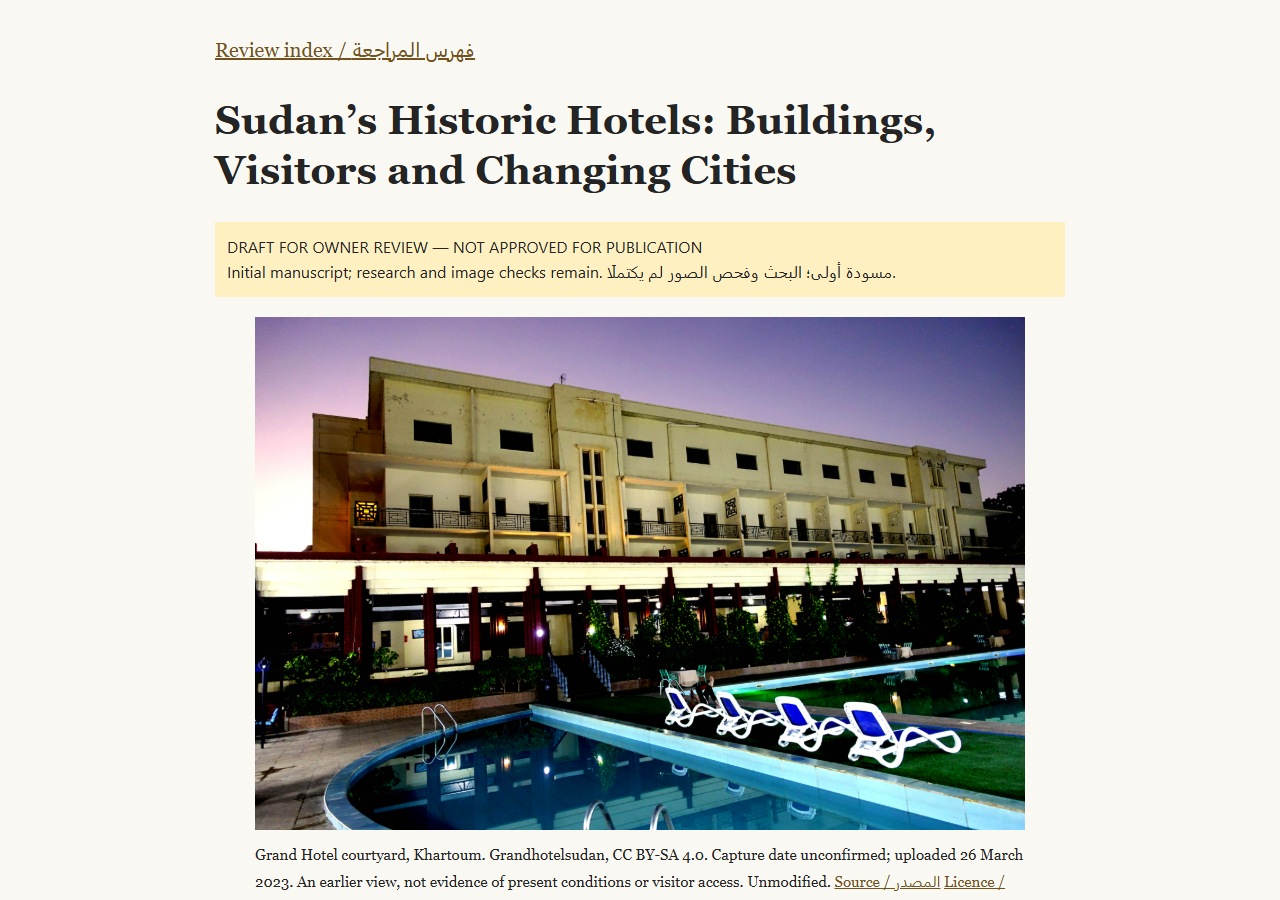 Review index / فهرس المراجعة
Sudan’s Historic Hotels: Buildings,
Visitors and Changing Cities
DRAFT FOR OWNER REVIEW — NOT APPROVED FOR PUBLICATION
Initial manuscript; research and image checks remain. مسودة أولى؛ البحث وفحص الصور لم يكتملا.
Grand Hotel courtyard, Khartoum. Grandhotelsudan, CC BY-SA 4.0. Capture date unconfirmed; uploaded 26 March
2023. An earlier view, not evidence of present conditions or visitor access. Unmodified. Source / المصدر Licence /